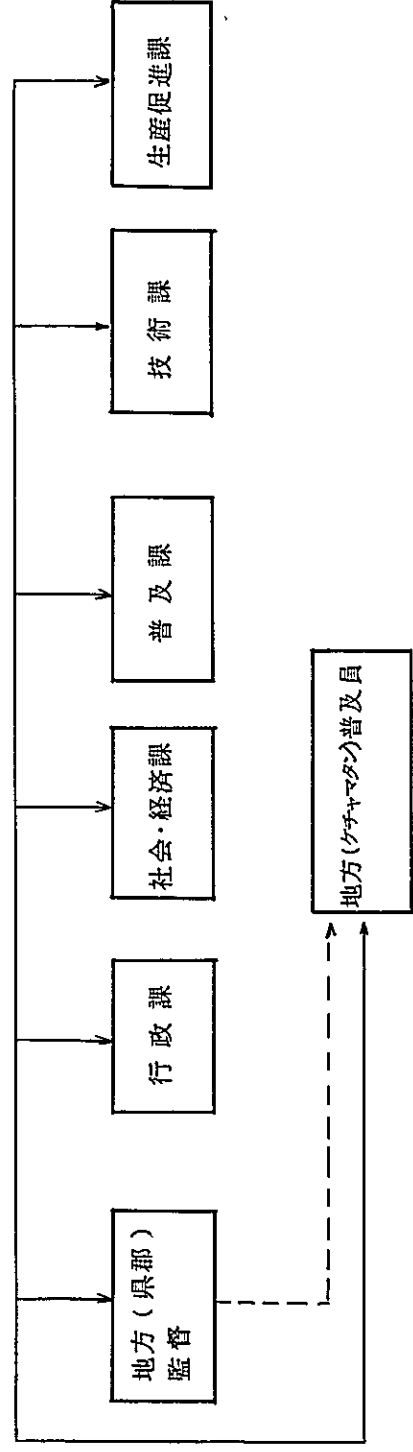 地方（県郡）
監督
行政課
社会・経済課
普及課
技術課
生産促進課
地方(ケチャマタン)普及員